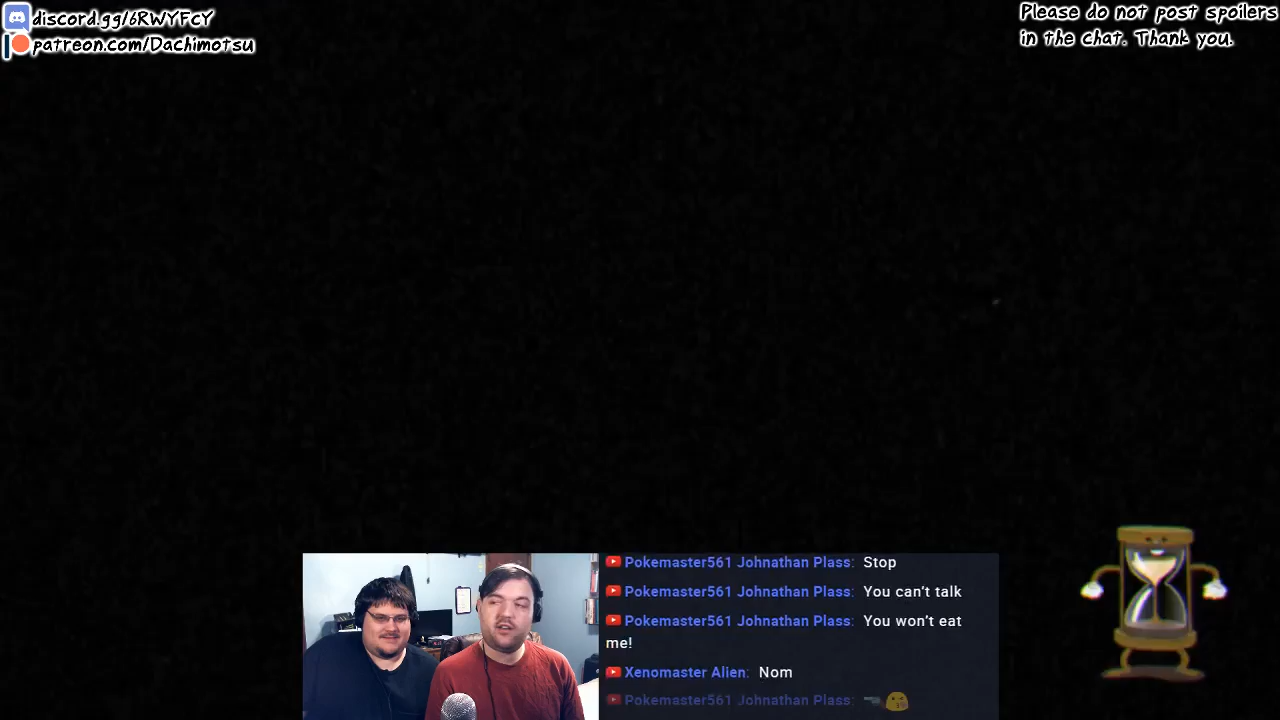 discord.gg/6RWYFcY
patreon.com/Dachimotsu
Please do not post spoilers
in the chat. Thank you.
Pokemaster561 Johnathan Plass: Stop
Pokemaster561 Johnathan Plass: You can't talk
Pokemaster561 Johnathan Plass: You won't eat
me!
Xenomaster Alien: Nom
Pokemaster561 Johnathan Plass: